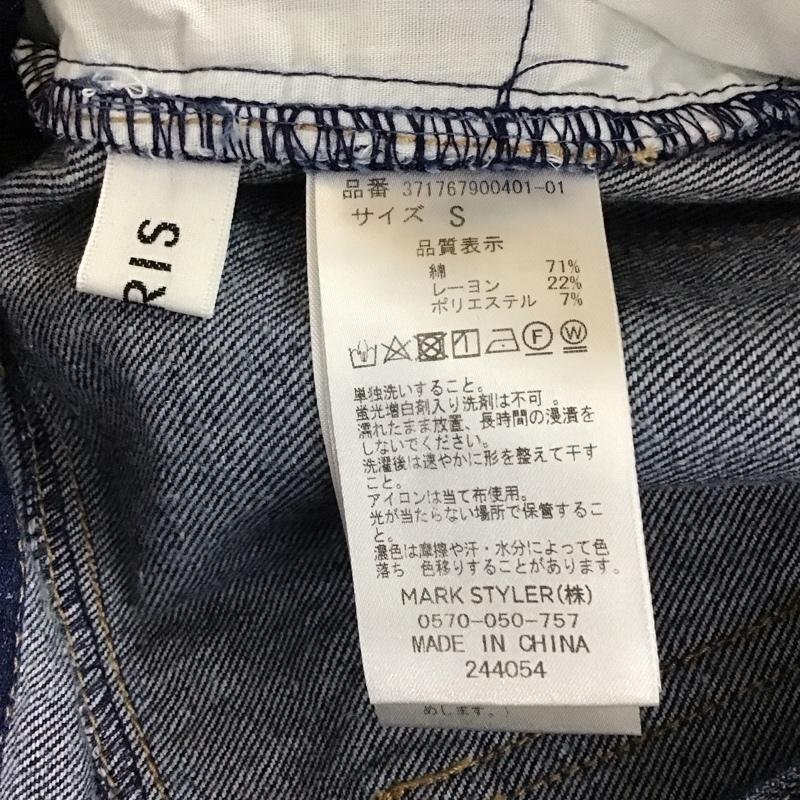 品番 371767900401-01
サイズ S
品質表示
綿 71%
レーヨン 22%
ポリエステル 7%
F W
単独洗いすること。
蛍光増白剤入り洗剤は不可 。
濡れたまま放置、長時間の浸漬を
しないでください。
洗濯後は速やかに形を整えて干す
こと。
アイロンは当て布使用。
光が当たらない場所で保管するこ
と。
濃色は摩擦や汗・水分によって色
落ち 色移りすることがあります。
MARK STYLER(株)
0570-050-757
MADE IN CHINA
244054
めします。)
RIS